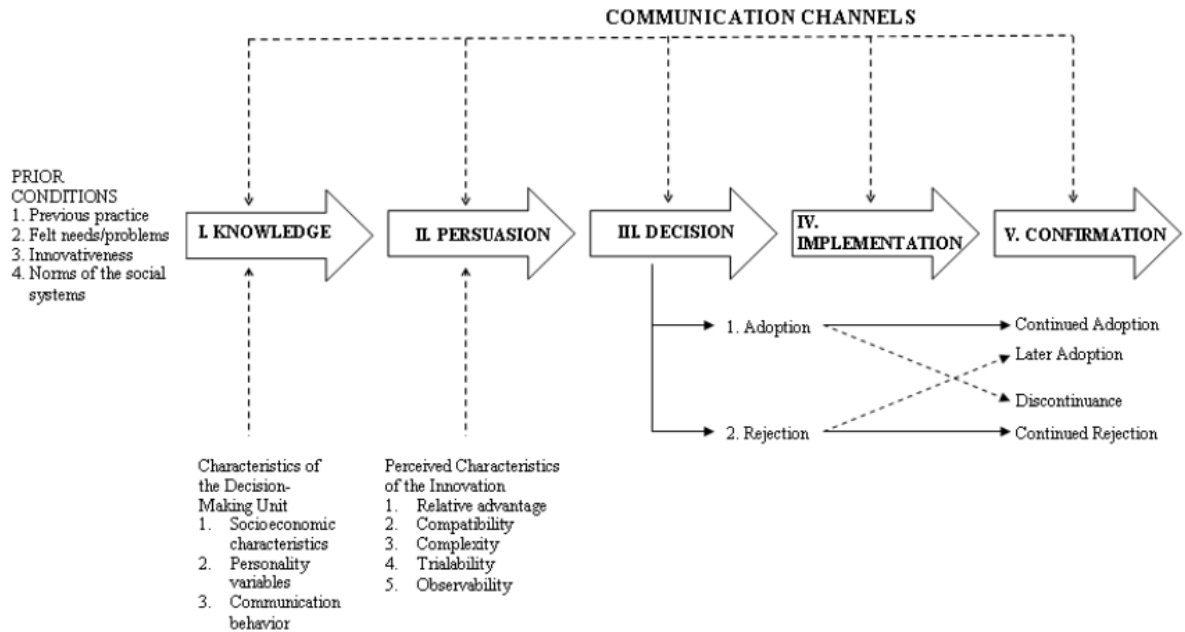 COMMUNICATION CHANNELS
PRIOR
CONDITIONS
1. Previous practice
2. Felt needs/problems
3. Innovativeness
4. Norms of the social
systems
I. KNOWLEDGE
II. PERSUASION
III. DECISION
IV.
IMPLEMENTATION
V. CONFIRMATION
1. Adoption
2. Rejection
Continued Adoption
Later Adoption
Discontinuance
Continued Rejection
Characteristics of
the Decision-
Making Unit
1. Socioeconomic
characteristics
2. Personality
variables
3. Communication
behavior
Perceived Characteristics
of the Innovation
1. Relative advantage
2. Compatibility
3. Complexity
4. Trialability
5. Observability